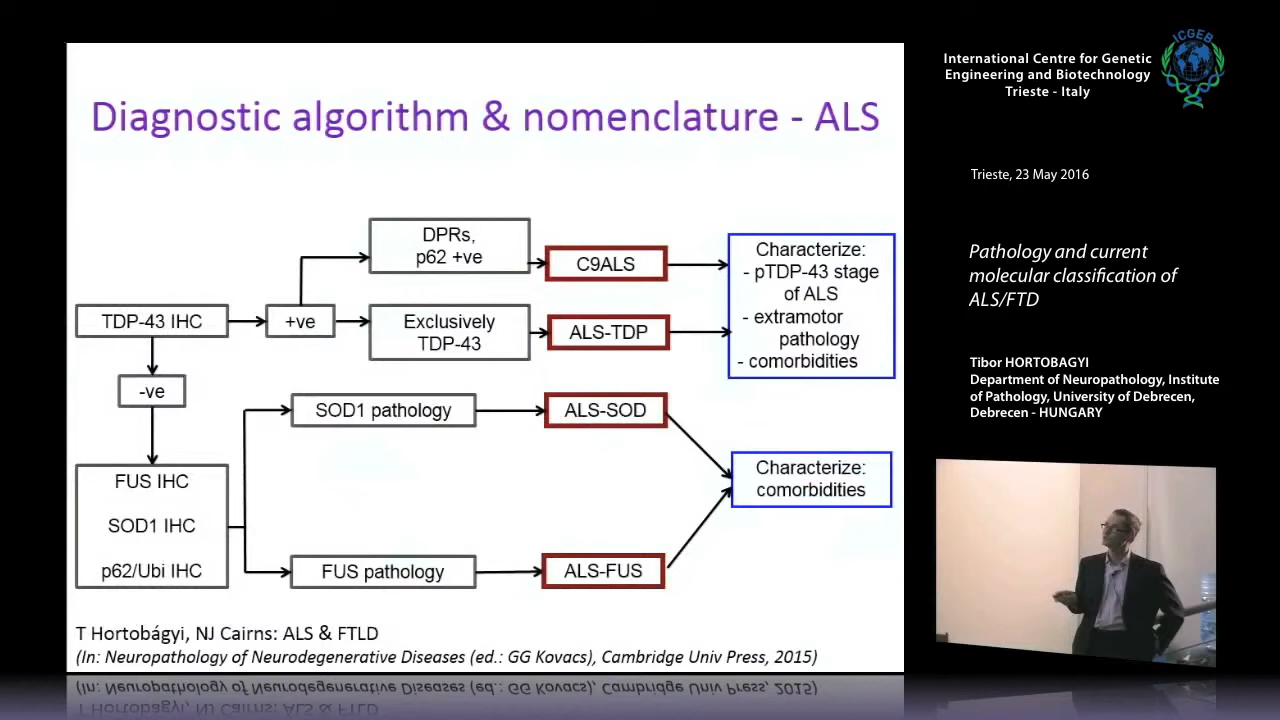 Diagnostic algorithm & nomenclature - ALS
DPRs,
p62 +ve
C9ALS
Characterize:
- pTDP-43 stage
of ALS
- extramotor
pathology
- comorbidities
TDP-43 IHC
+ve
Exclusively
TDP-43
ALS-TDP
-ve
SOD1 pathology
ALS-SOD
FUS IHC
SOD1 IHC
p62/Ubi IHC
Characterize:
comorbidities
FUS pathology
ALS-FUS
T Hortobágyi, NJ Cairns: ALS & FTLD
(In: Neuropathology of Neurodegenerative Diseases (ed.: GG Kovacs), Cambridge Univ Press, 2015)
International Centre for Genetic
Engineering and Biotechnology
Trieste - Italy
ICGEB
Trieste, 23 May 2016
Pathology and current
molecular classification of
ALS/FTD
Tibor HORTOBAGYI
Department of Neuropathology, Institute
of Pathology, University of Debrecen,
Debrecen - HUNGARY